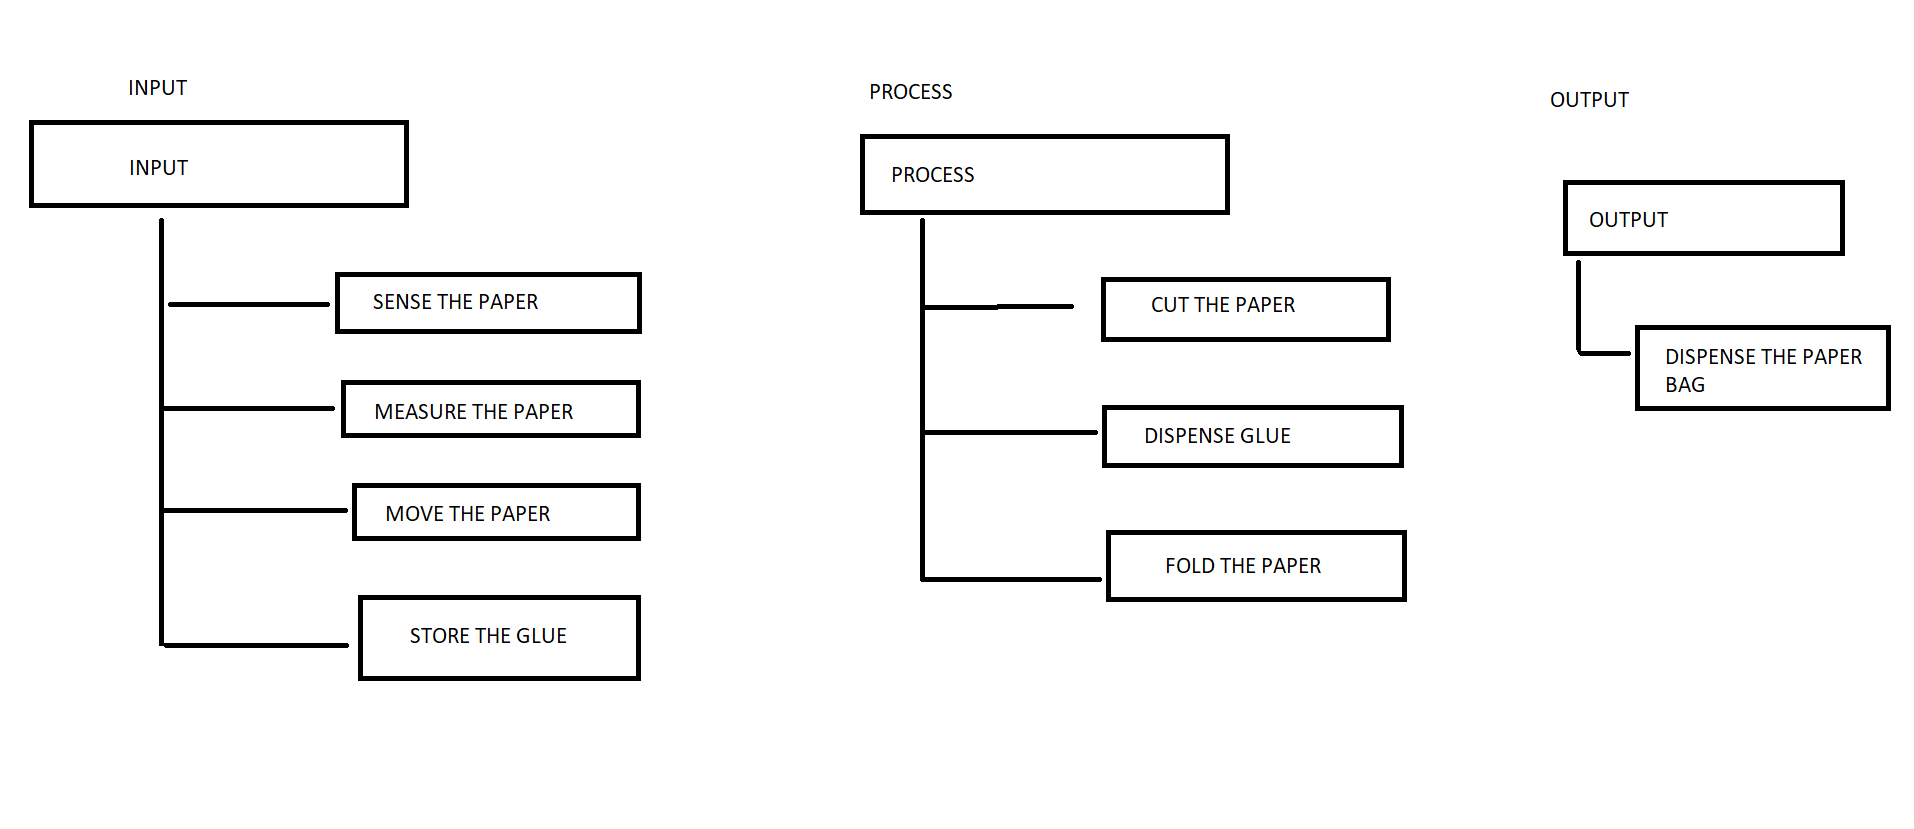 INPUT
INPUT
SENSE THE PAPER
MEASURE THE PAPER
MOVE THE PAPER
STORE THE GLUE
PROCESS
PROCESS
CUT THE PAPER
DISPENSE GLUE
FOLD THE PAPER
OUTPUT
OUTPUT
DISPENSE THE PAPER
BAG